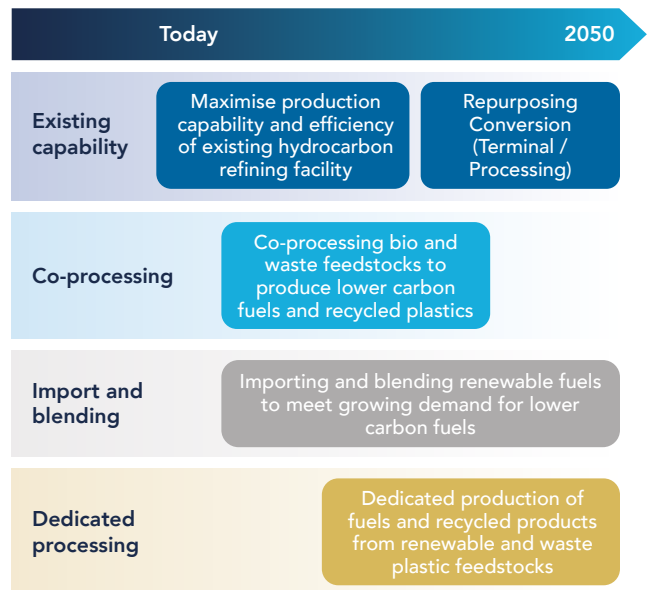 Today
2050
Existing
capability
Maximise production
capability and efficiency
of existing hydrocarbon
refining facility
Repurposing
Conversion
(Terminal /
Processing)
Co-processing
Co-processing bio and
waste feedstocks to
produce lower carbon
fuels and recycled plastics
Import and
blending
Importing and blending renewable fuels
to meet growing demand for lower
carbon fuels
Dedicated
processing
Dedicated production of
fuels and recycled products
from renewable and waste
plastic feedstocks